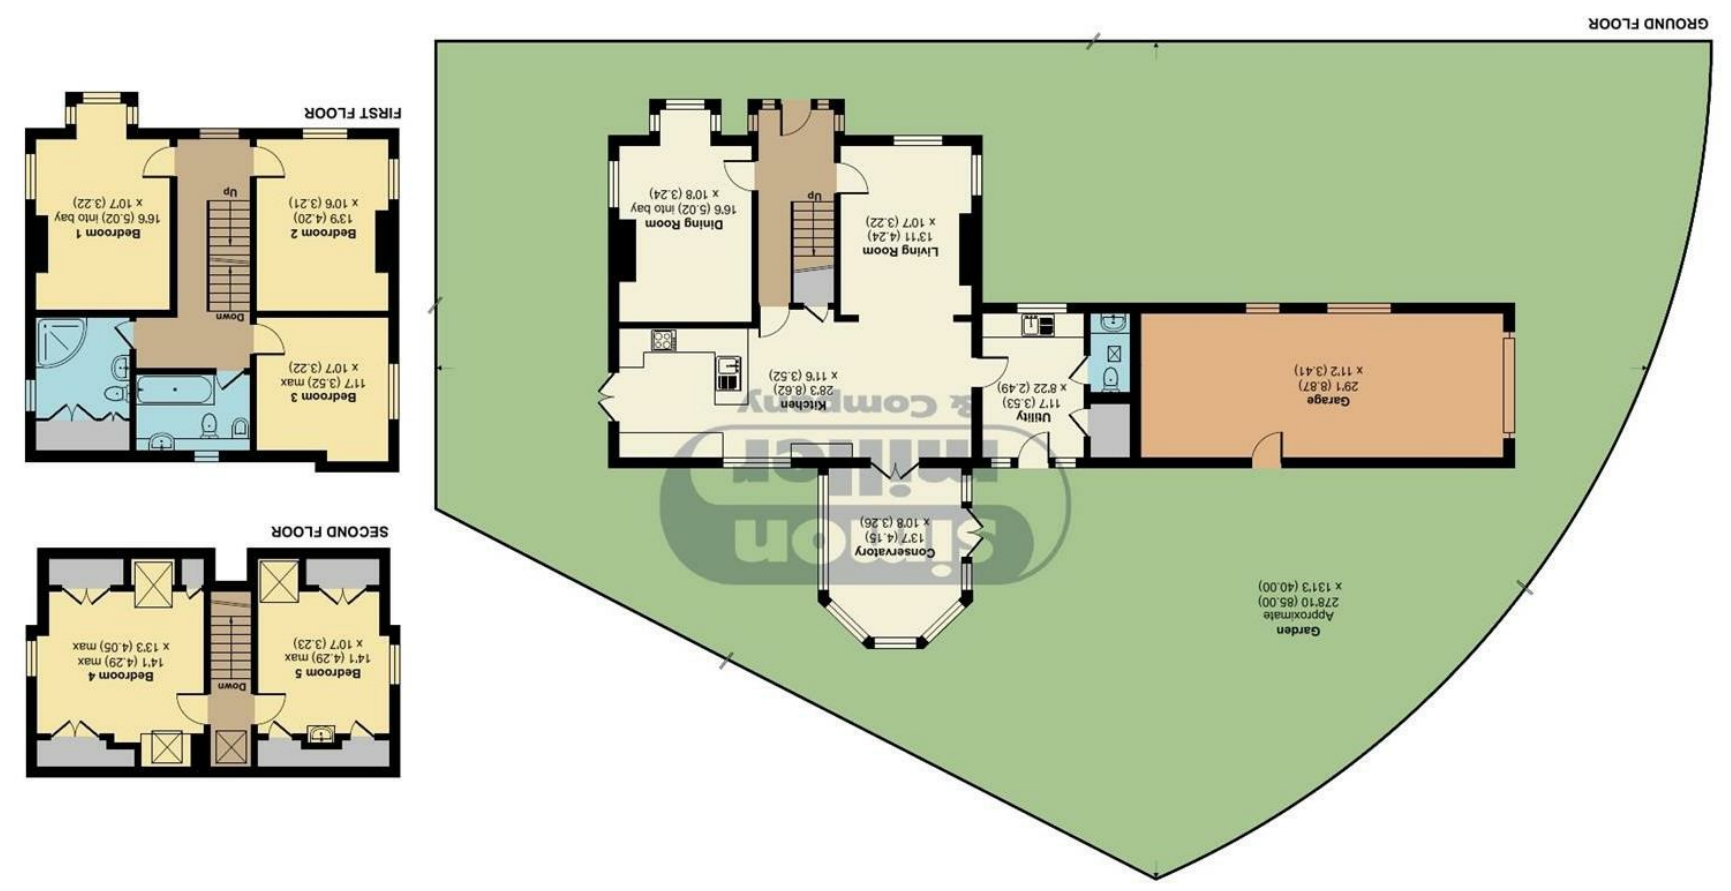 GROUND FLOOR
Garden
Approximate
278'10 (85.00)
x 131'3 (40.00)
Conservatory
13'7 (4.15)
x 10'8 (3.26)
Garage
29'1 (8.87)
x 11'2 (3.41)
Utility
11'7 (3.53)
x 8'22 (2.49)
Kitchen
28'3 (8.62)
x 11'6 (3.52)
Living Room
13'11 (4.24)
x 10'7 (3.22)
Dining Room
16'6 (5.02) into bay
x 10'8 (3.24)
Up
simon
miller
& Company
SECOND FLOOR
Bedroom 5
14'1 (4.29) max
x 10'7 (3.23)
Down
Bedroom 4
14'1 (4.29) max
x 13'3 (4.05) max
FIRST FLOOR
Bedroom 3
11'7 (3.52) max
x 10'7 (3.22)
Down
Up
Bedroom 2
13'9 (4.20)
x 10'6 (3.21)
Bedroom 1
16'6 (5.02) into bay
x 10'7 (3.22)